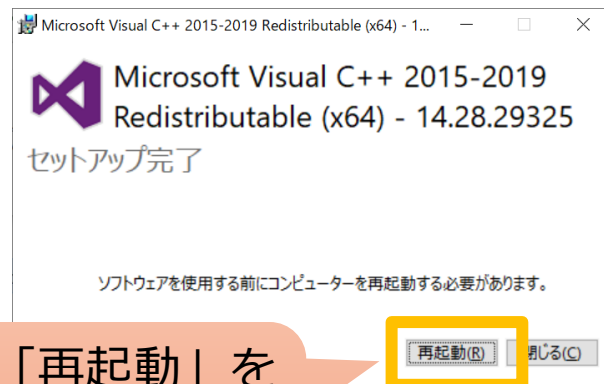 Microsoft Visual C++ 2015-2019 Redistributable (x64) - 1...
Microsoft Visual C++ 2015-2019
Redistributable (x64) - 14.28.29325
セットアップ完了
ソフトウェアを使用する前にコンピューターを再起動する必要があります。
再起動(R) 閉じる(C)
「再起動」を